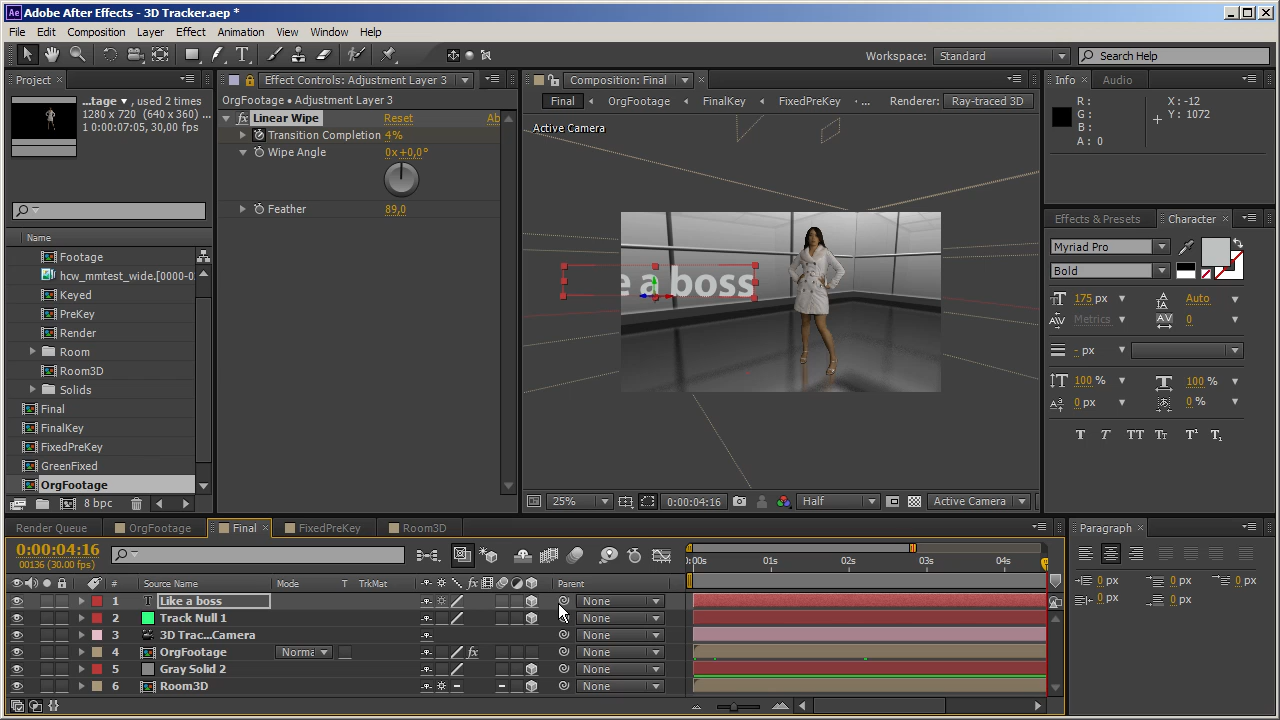 Adobe After Effects - 3D Tracker.aep *
File Edit Composition Layer Effect Animation View Window Help
Workspace: Standard Search Help
Project
...tage ▼, used 2 times
1280 x 720 (640 x 360) ...
1 0:00:07:05, 30,00 fps)
Name
Footage
hcw_mmtest_wide.[0000-0
Keyed
PreKey
Render
Room
Room3D
Solids
Final
FinalKey
FixedPreKey
GreenFixed
OrgFootage
8 bpc
Effect Controls: Adjustment Layer 3
OrgFootage • Adjustment Layer 3
fx Linear Wipe Reset Ab
Transition Completion 4%
Wipe Angle 0x+0,0°
Feather 89,0
Composition: Final
Final OrgFootage FinalKey FixedPreKey ... Renderer: Ray-traced 3D
Active Camera
e a boss
25% 0:00:04:16 Half Active Camera
Info Audio
R :
G :
B :
A : 0
X : -12
Y : 1072
Effects & Presets Character
Myriad Pro
Bold
175 px Auto
Metrics 0
- px
100 % 100 %
0 px 0 %
T T TT Tt T¹ T₁
Render Queue OrgFootage Final FixedPreKey Room3D
0:00:04:16
00136 (30.00 fps)
# Source Name Mode TrkMat Parent
0:00s 02s 03s 04s
1 T Like a boss None
2 Track Null 1 None
3 3D Trac...Camera None
4 OrgFootage Norma fx None
5 Gray Solid 2 None
6 Room3D None
Paragraph
0 px 0 px 0 px
0 px 0 px